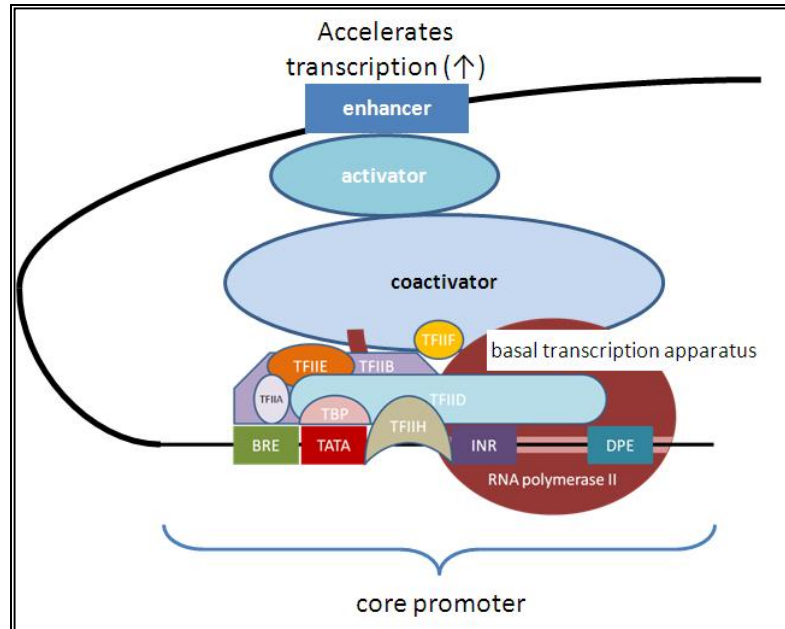 Accelerates
transcription (↑)
enhancer
activator
coactivator
TFIIF
basal transcription apparatus
TFIIE
TFIIB
TFIIA
TFIID
TBP
TFIIH
BRE
TATA
INR
DPE
RNA polymerase II
core promoter